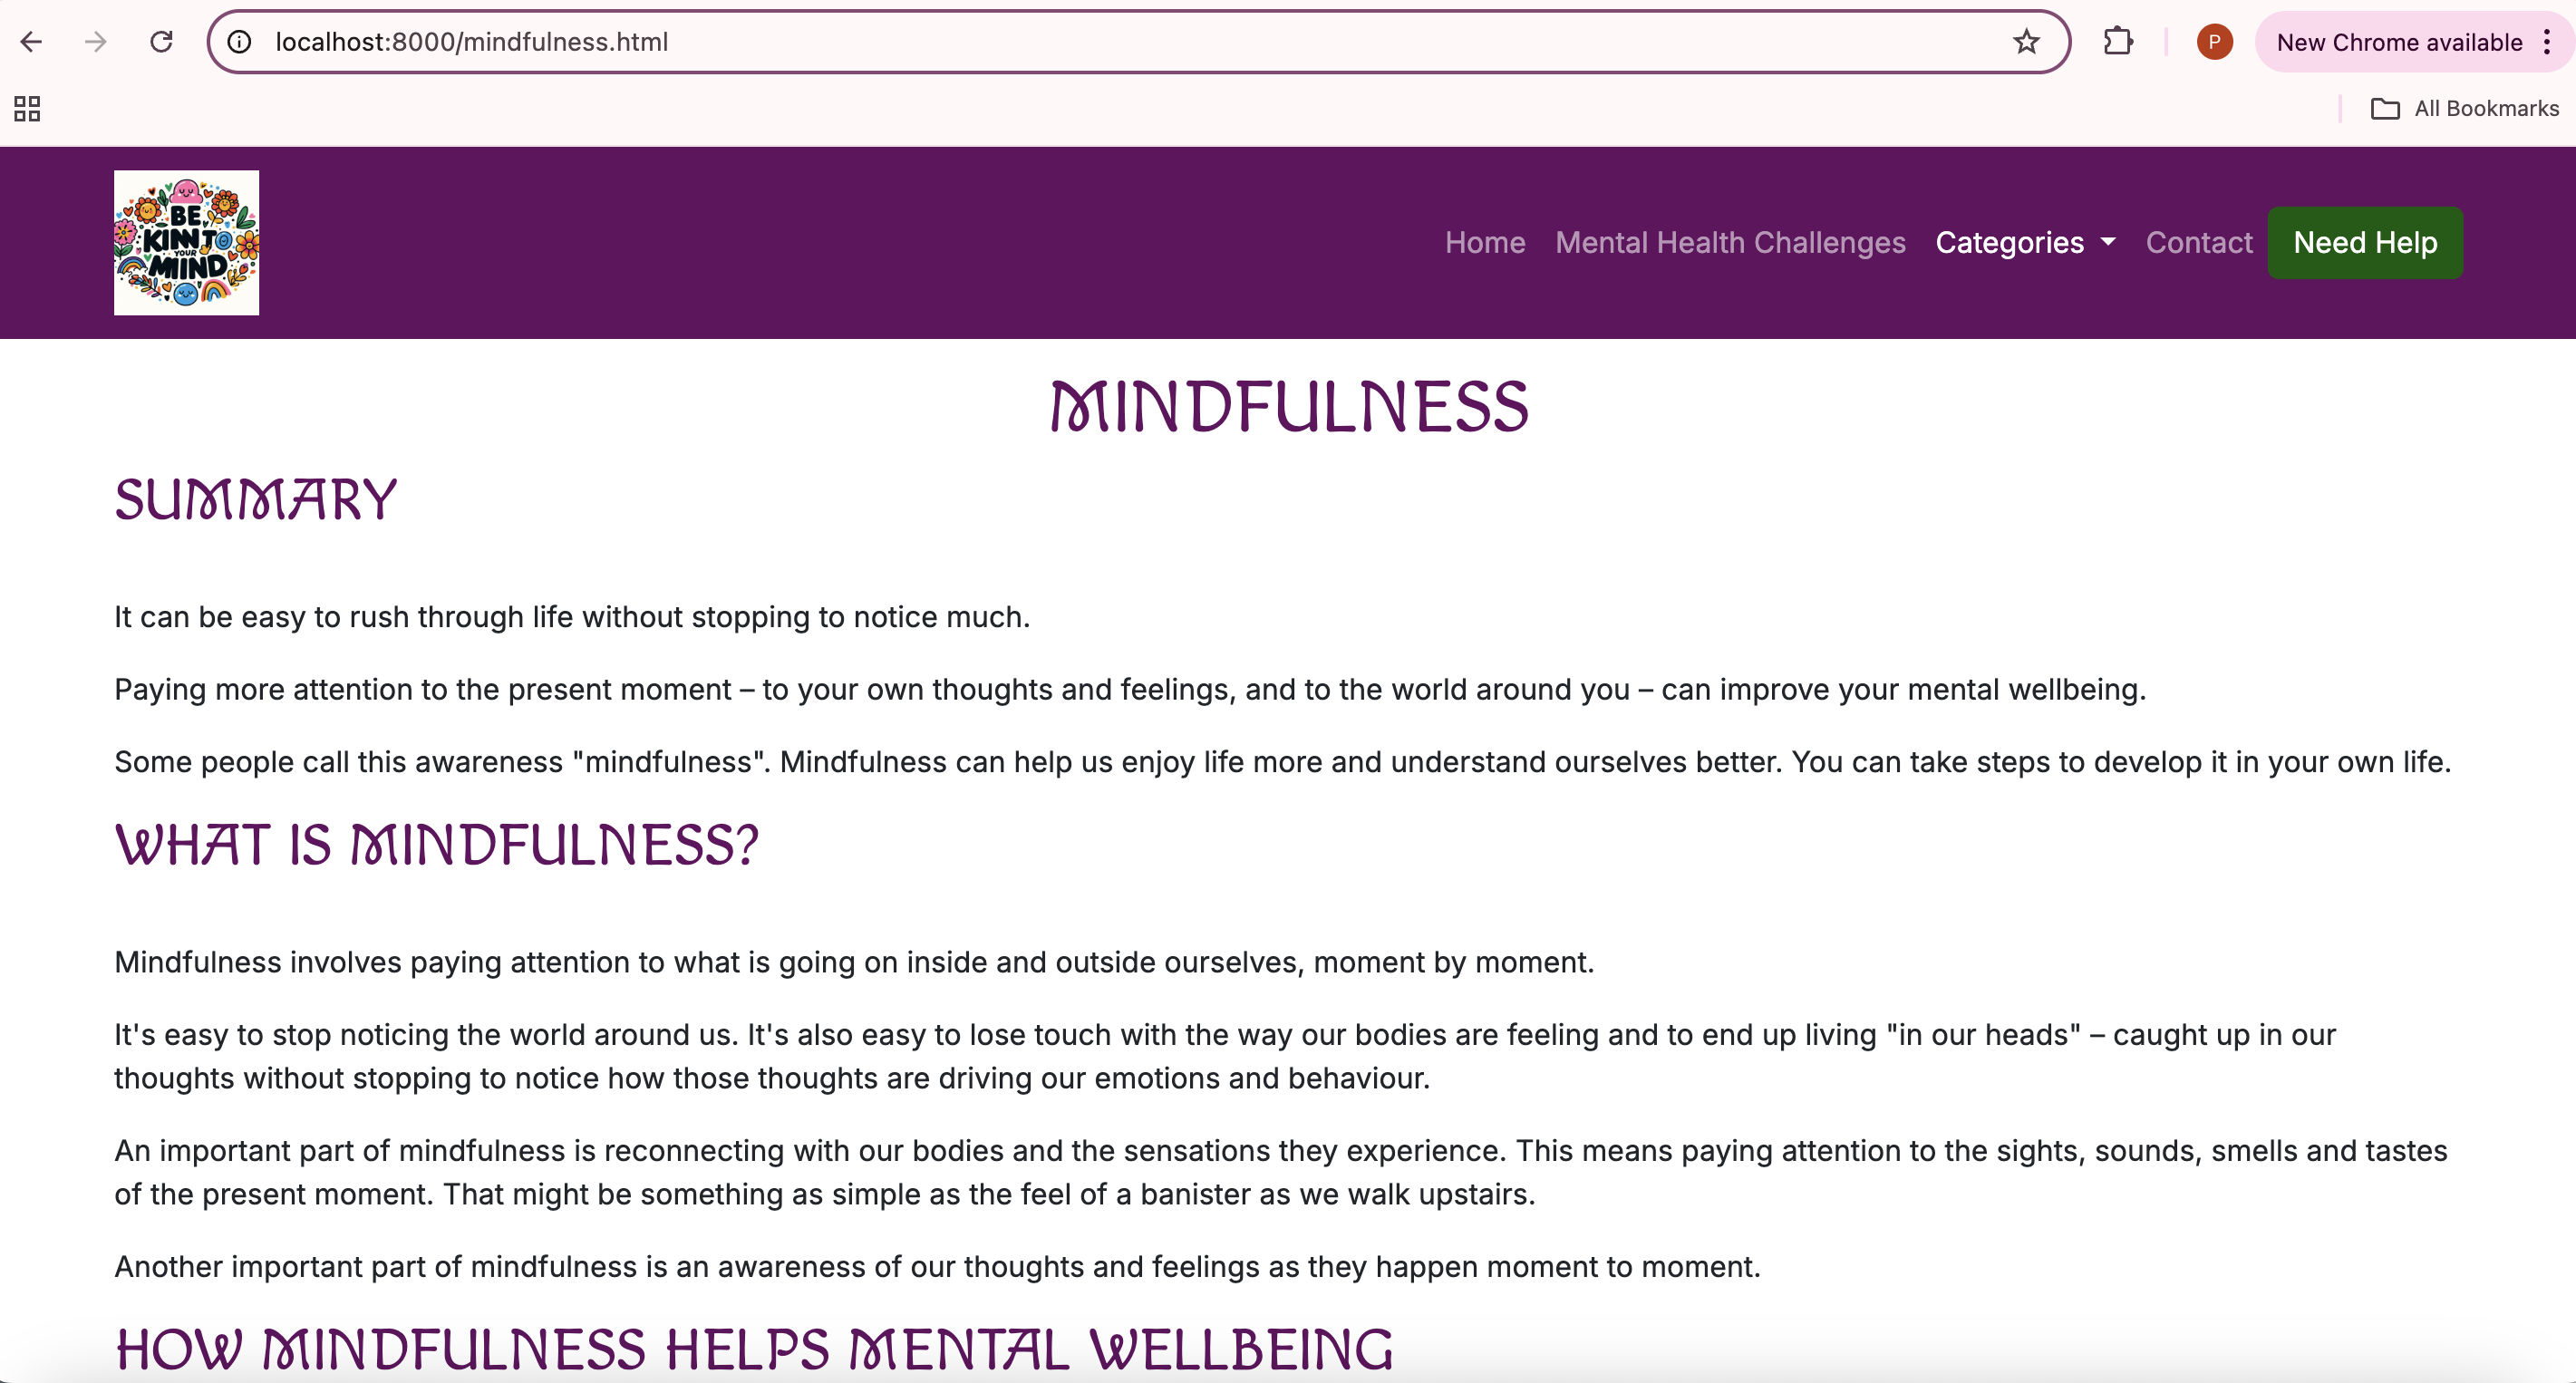 localhost:8000/mindfulness.html
P
New Chrome available
All Bookmarks
BE
KINN TO
YOUR
MIIND
Home Mental Health Challenges Categories Contact Need Help
MINDFULNESS
SUMMARY
It can be easy to rush through life without stopping to notice much.
Paying more attention to the present moment – to your own thoughts and feelings, and to the world around you – can improve your mental wellbeing.
Some people call this awareness "mindfulness". Mindfulness can help us enjoy life more and understand ourselves better. You can take steps to develop it in your own life.
WHAT IS MINDFULNESS?
Mindfulness involves paying attention to what is going on inside and outside ourselves, moment by moment.
It's easy to stop noticing the world around us. It's also easy to lose touch with the way our bodies are feeling and to end up living "in our heads" – caught up in our
thoughts without stopping to notice how those thoughts are driving our emotions and behaviour.
An important part of mindfulness is reconnecting with our bodies and the sensations they experience. This means paying attention to the sights, sounds, smells and tastes
of the present moment. That might be something as simple as the feel of a banister as we walk upstairs.
Another important part of mindfulness is an awareness of our thoughts and feelings as they happen moment to moment.
HOW MINDFULNESS HELPS MENTAL WELLBEING